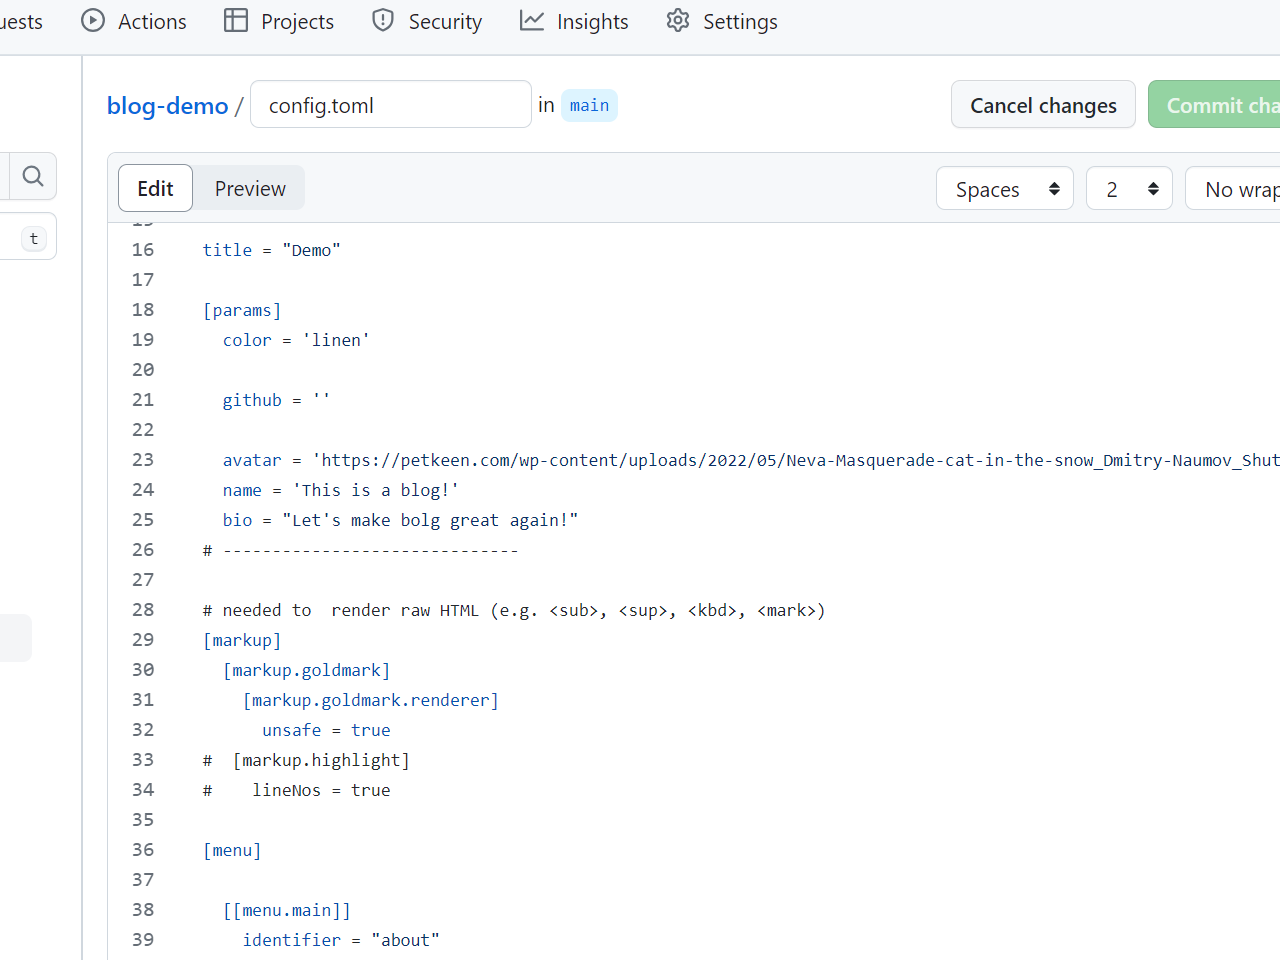 Actions Projects Security Insights Settings
blog-demo / config.toml in main Cancel changes Commit
t Edit Preview Spaces 2 No wrap
16 title = "Demo"
17
18 [params]
19 color = 'linen'
20
21 github = ''
22
23 avatar = 'https://petkeen.com/wp-content/uploads/2022/05/Neva-Masquerade-cat-in-the-snow_Dmitry-Naumov_Shut
24 name = 'This is a blog!'
25 bio = "Let's make bolg great again!"
26 # ------------------------------
27
28 # needed to  render raw HTML (e.g. <sub>, <sup>, <kbd>, <mark>)
29 [markup]
30 [markup.goldmark]
31 [markup.goldmark.renderer]
32 unsafe = true
33 #  [markup.highlight]
34 #    lineNos = true
35
36 [menu]
37
38 [[menu.main]]
39 identifier = "about"